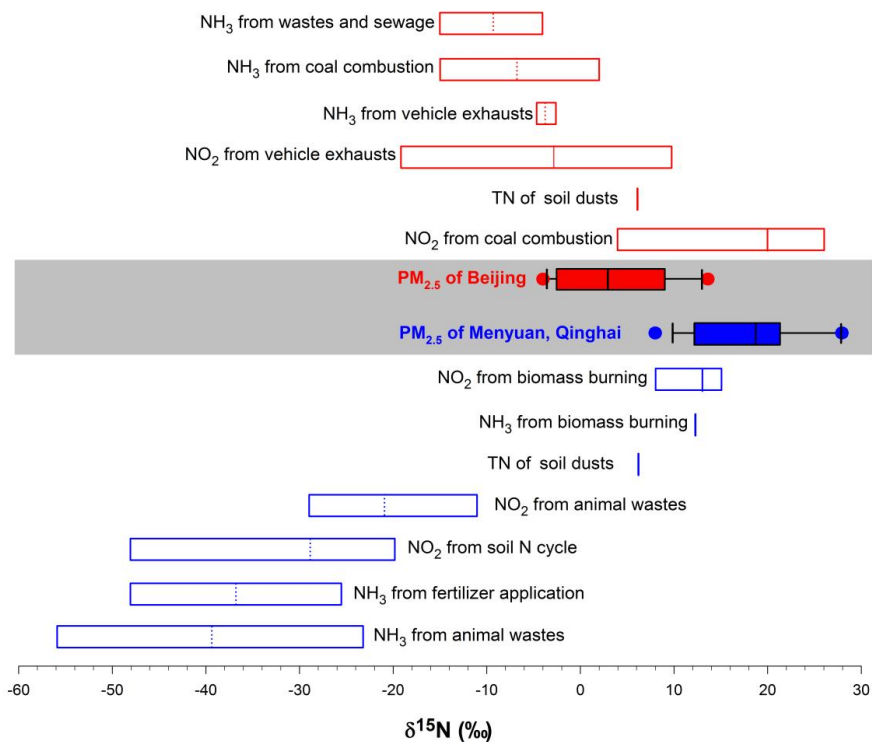 NH₃ from wastes and sewage
NH₃ from coal combustion
NH₃ from vehicle exhausts
NO₂ from vehicle exhausts
TN of soil dusts
NO₂ from coal combustion
PM₂.₅ of Beijing
PM₂.₅ of Menyuan, Qinghai
NO₂ from biomass burning
NH₃ from biomass burning
TN of soil dusts
NO₂ from animal wastes
NO₂ from soil N cycle
NH₃ from fertilizer application
NH₃ from animal wastes
-60 -50 -40 -30 -20 -10 0 10 20 30
δ¹⁵N (‰)